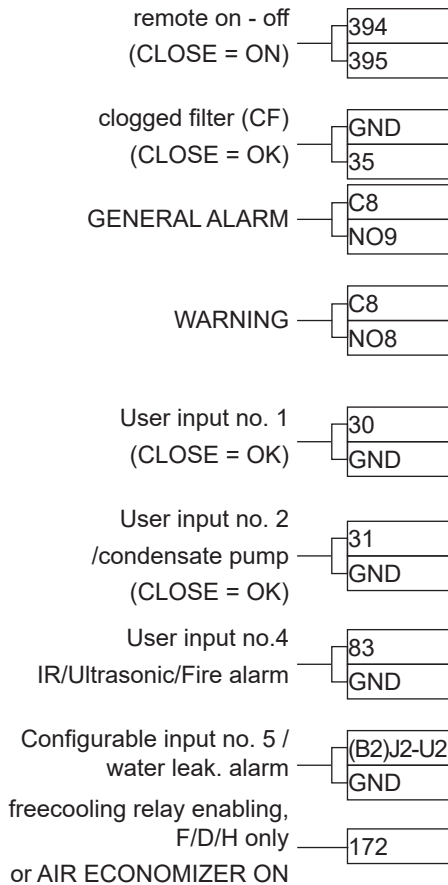 remote on - off
(CLOSE = ON)
394
395
clogged filter (CF)
(CLOSE = OK)
GND
35
GENERAL ALARM
C8
NO9
WARNING
C8
NO8
User input no. 1
(CLOSE = OK)
30
GND
User input no. 2
/condensate pump
(CLOSE = OK)
31
GND
User input no.4
IR/Ultrasonic/Fire alarm
83
GND
Configurable input no. 5 /
water leak. alarm
(B2)J2-U2
GND
freecooling relay enabling,
F/D/H only
or AIR ECONOMIZER ON
172